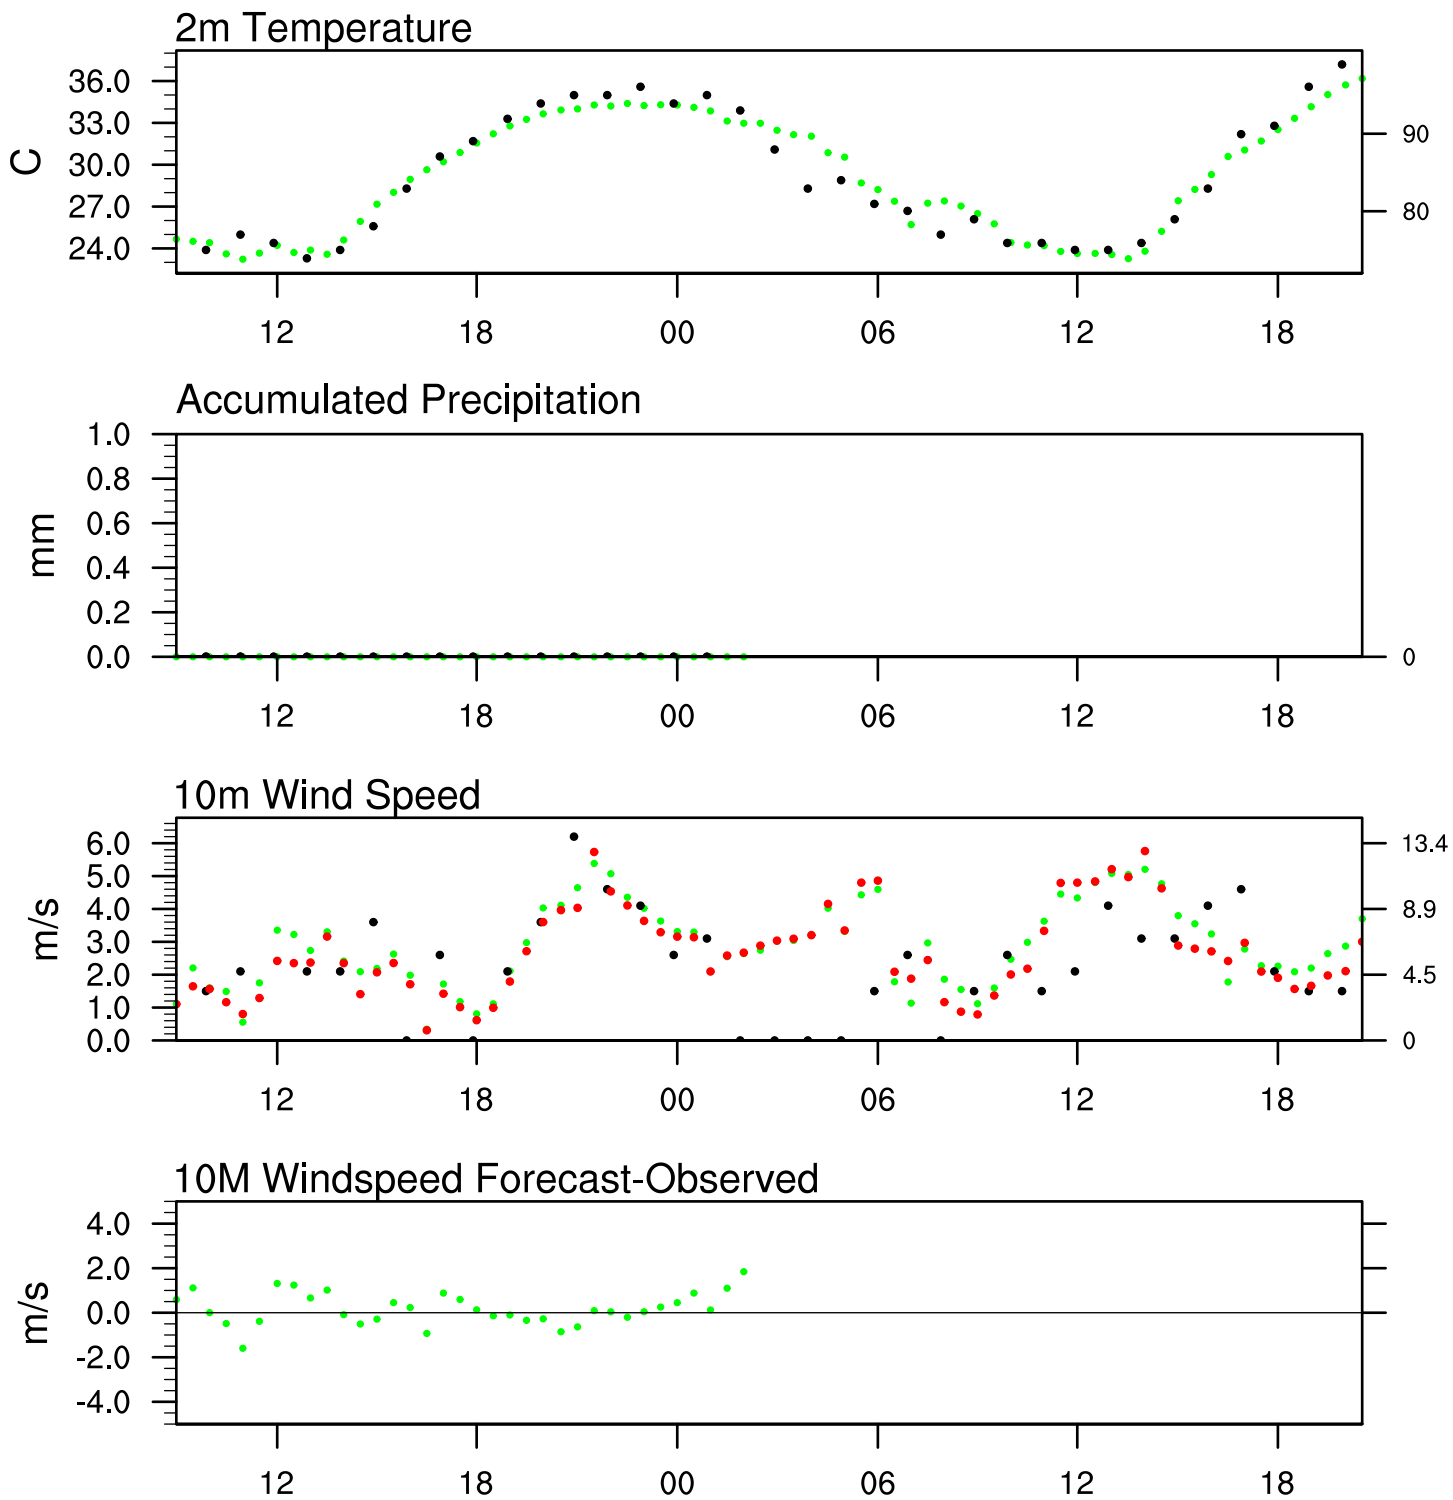 2m Temperature
36.0
33.0
30.0
27.0
24.0
C
90
80
12 18 00 06 12 18
Accumulated Precipitation
1.0
0.8
0.6
0.4
0.2
0.0
mm
0
12 18 00 06 12 18
10m Wind Speed
6.0
5.0
4.0
3.0
2.0
1.0
0.0
m/s
13.4
8.9
4.5
0
12 18 00 06 12 18
10M Windspeed Forecast-Observed
4.0
2.0
0.0
-2.0
-4.0
m/s
12 18 00 06 12 18